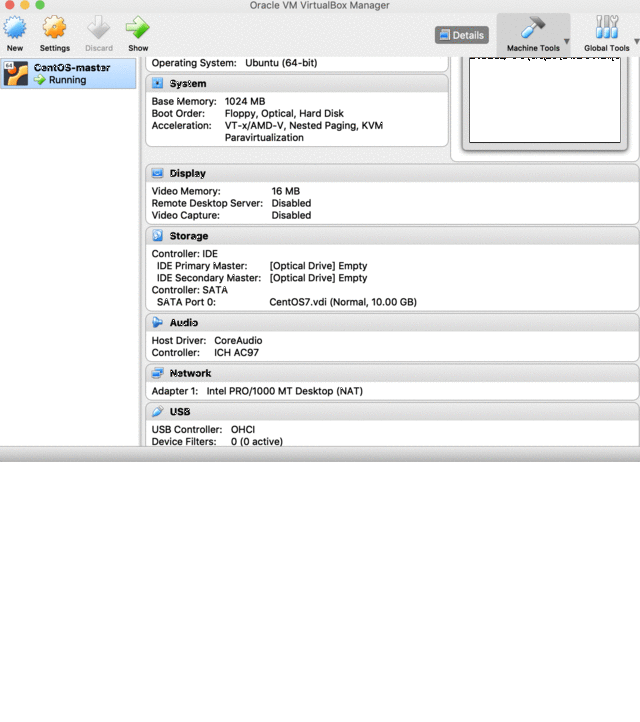 Oracle VM VirtualBox Manager
New Settings Discard Show Details Machine Tools Global Tools
64 CentOS-master
Running
Operating System: Ubuntu (64-bit)
System
Base Memory: 1024 MB
Boot Order: Floppy, Optical, Hard Disk
Acceleration: VT-x/AMD-V, Nested Paging, KVM
Paravirtualization
Display
Video Memory: 16 MB
Remote Desktop Server: Disabled
Video Capture: Disabled
Storage
Controller: IDE
IDE Primary Master: [Optical Drive] Empty
IDE Secondary Master: [Optical Drive] Empty
Controller: SATA
SATA Port 0: CentOS7.vdi (Normal, 10.00 GB)
Audio
Host Driver: CoreAudio
Controller: ICH AC97
Network
Adapter 1: Intel PRO/1000 MT Desktop (NAT)
USB
USB Controller: OHCI
Device Filters: 0 (0 active)